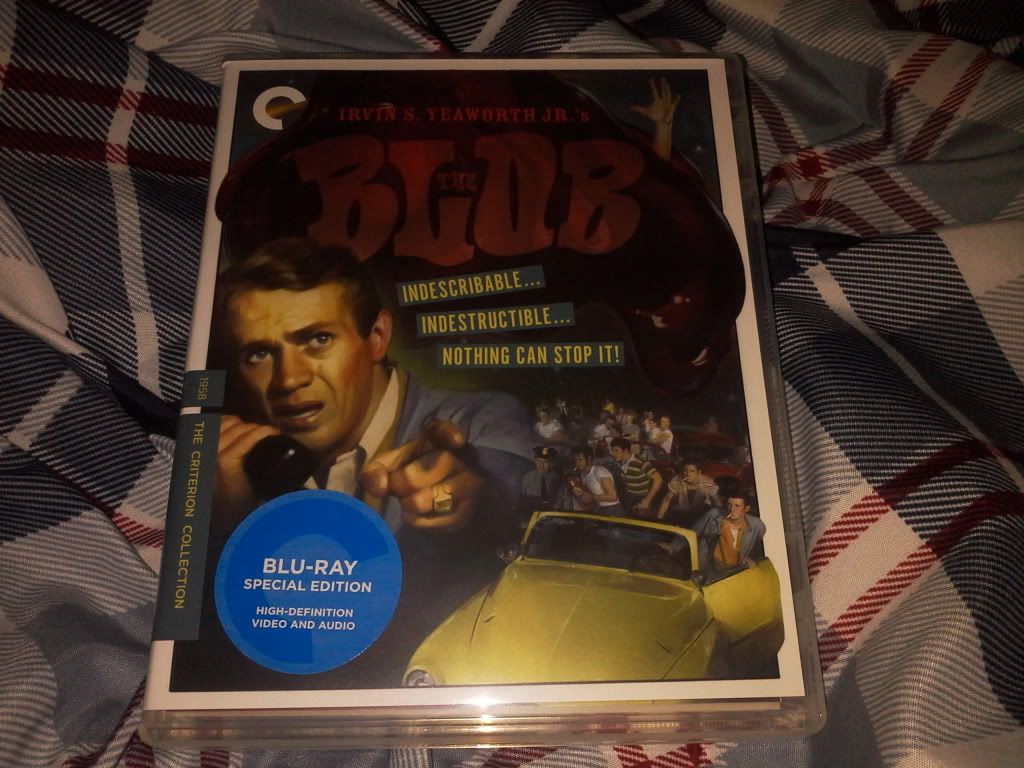 IRVIN S. YEAWORTH JR.'s
THE
BLOB
INDESCRIBABLE...
INDESTRUCTIBLE...
NOTHING CAN STOP IT!
1958
THE CRITERION COLLECTION
BLU-RAY
SPECIAL EDITION
HIGH-DEFINITION
VIDEO AND AUDIO